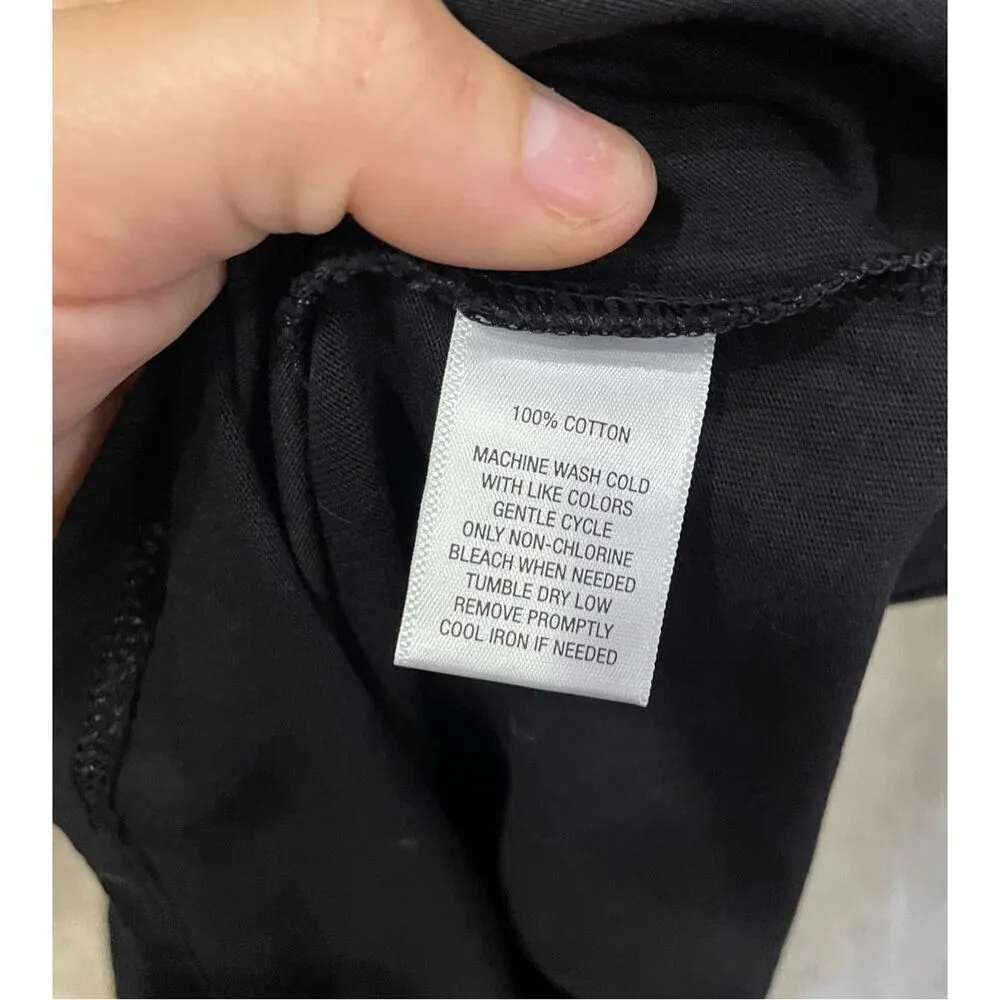 100% COTTON
MACHINE WASH COLD
WITH LIKE COLORS
GENTLE CYCLE
ONLY NON-CHLORINE
BLEACH WHEN NEEDED
TUMBLE DRY LOW
REMOVE PROMPTLY
COOL IRON IF NEEDED